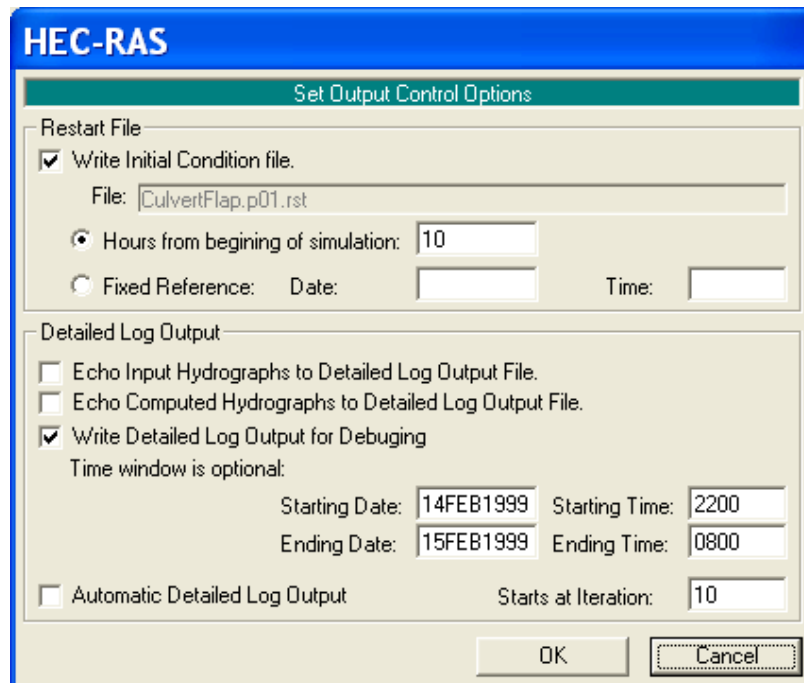 HEC-RAS
Set Output Control Options
Restart File
Write Initial Condition file.
File: CulvertFlap.p01.rst
Hours from begining of simulation: 10
Fixed Reference: Date: Time:
Detailed Log Output
Echo Input Hydrographs to Detailed Log Output File.
Echo Computed Hydrographs to Detailed Log Output File.
Write Detailed Log Output for Debuging
Time window is optional:
Starting Date: 14FEB1999 Starting Time: 2200
Ending Date: 15FEB1999 Ending Time: 0800
Automatic Detailed Log Output Starts at Iteration: 10
OK Cancel